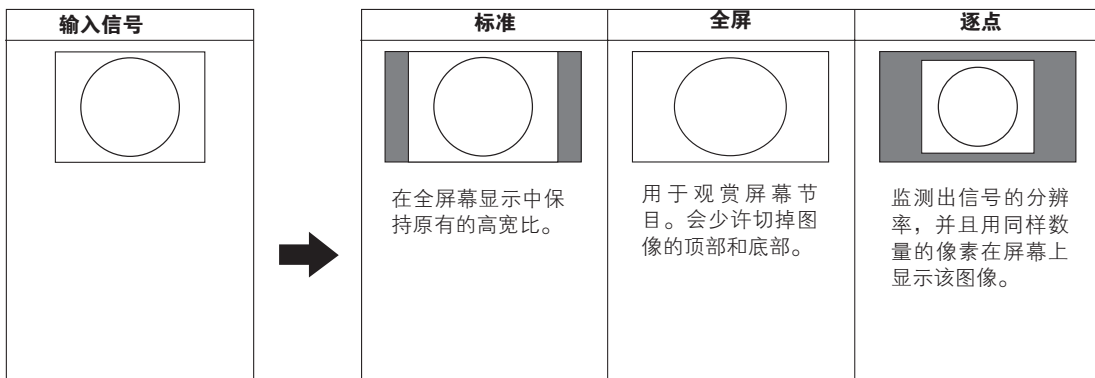 输入信号
标准
全屏
逐点
在全屏幕显示中保
持原有的高宽比。
用于观赏屏幕节
目。会少许切掉图
像的顶部和底部。
监测出信号的分辨
率，并且用同样数
量的像素在屏幕上
显示该图像。